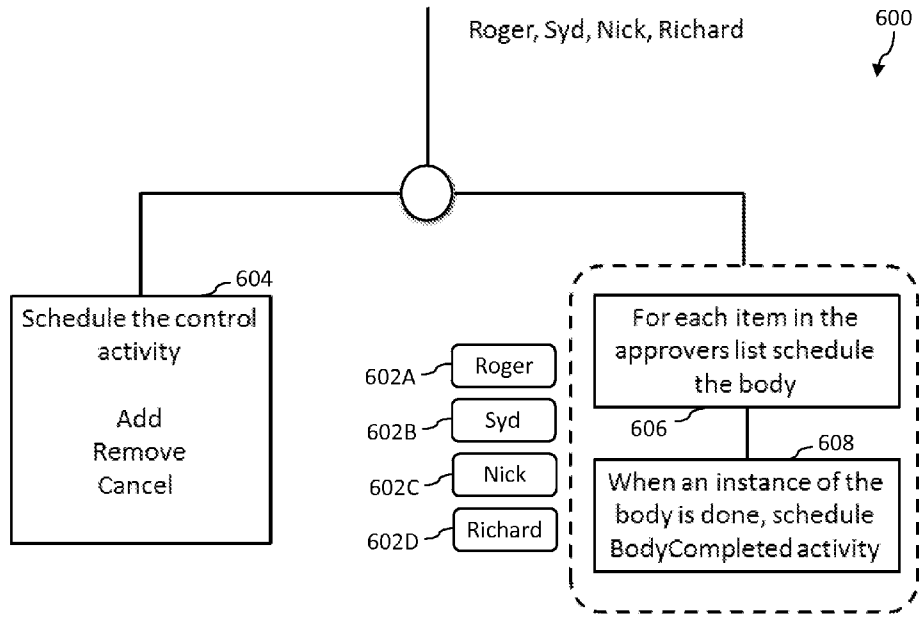 Roger, Syd, Nick, Richard
600
604
Schedule the control
activity
Add
Remove
Cancel
602A
Roger
602B
Syd
602C
Nick
602D
Richard
For each item in the
approvers list schedule
the body
606
608
When an instance of the
body is done, schedule
BodyCompleted activity